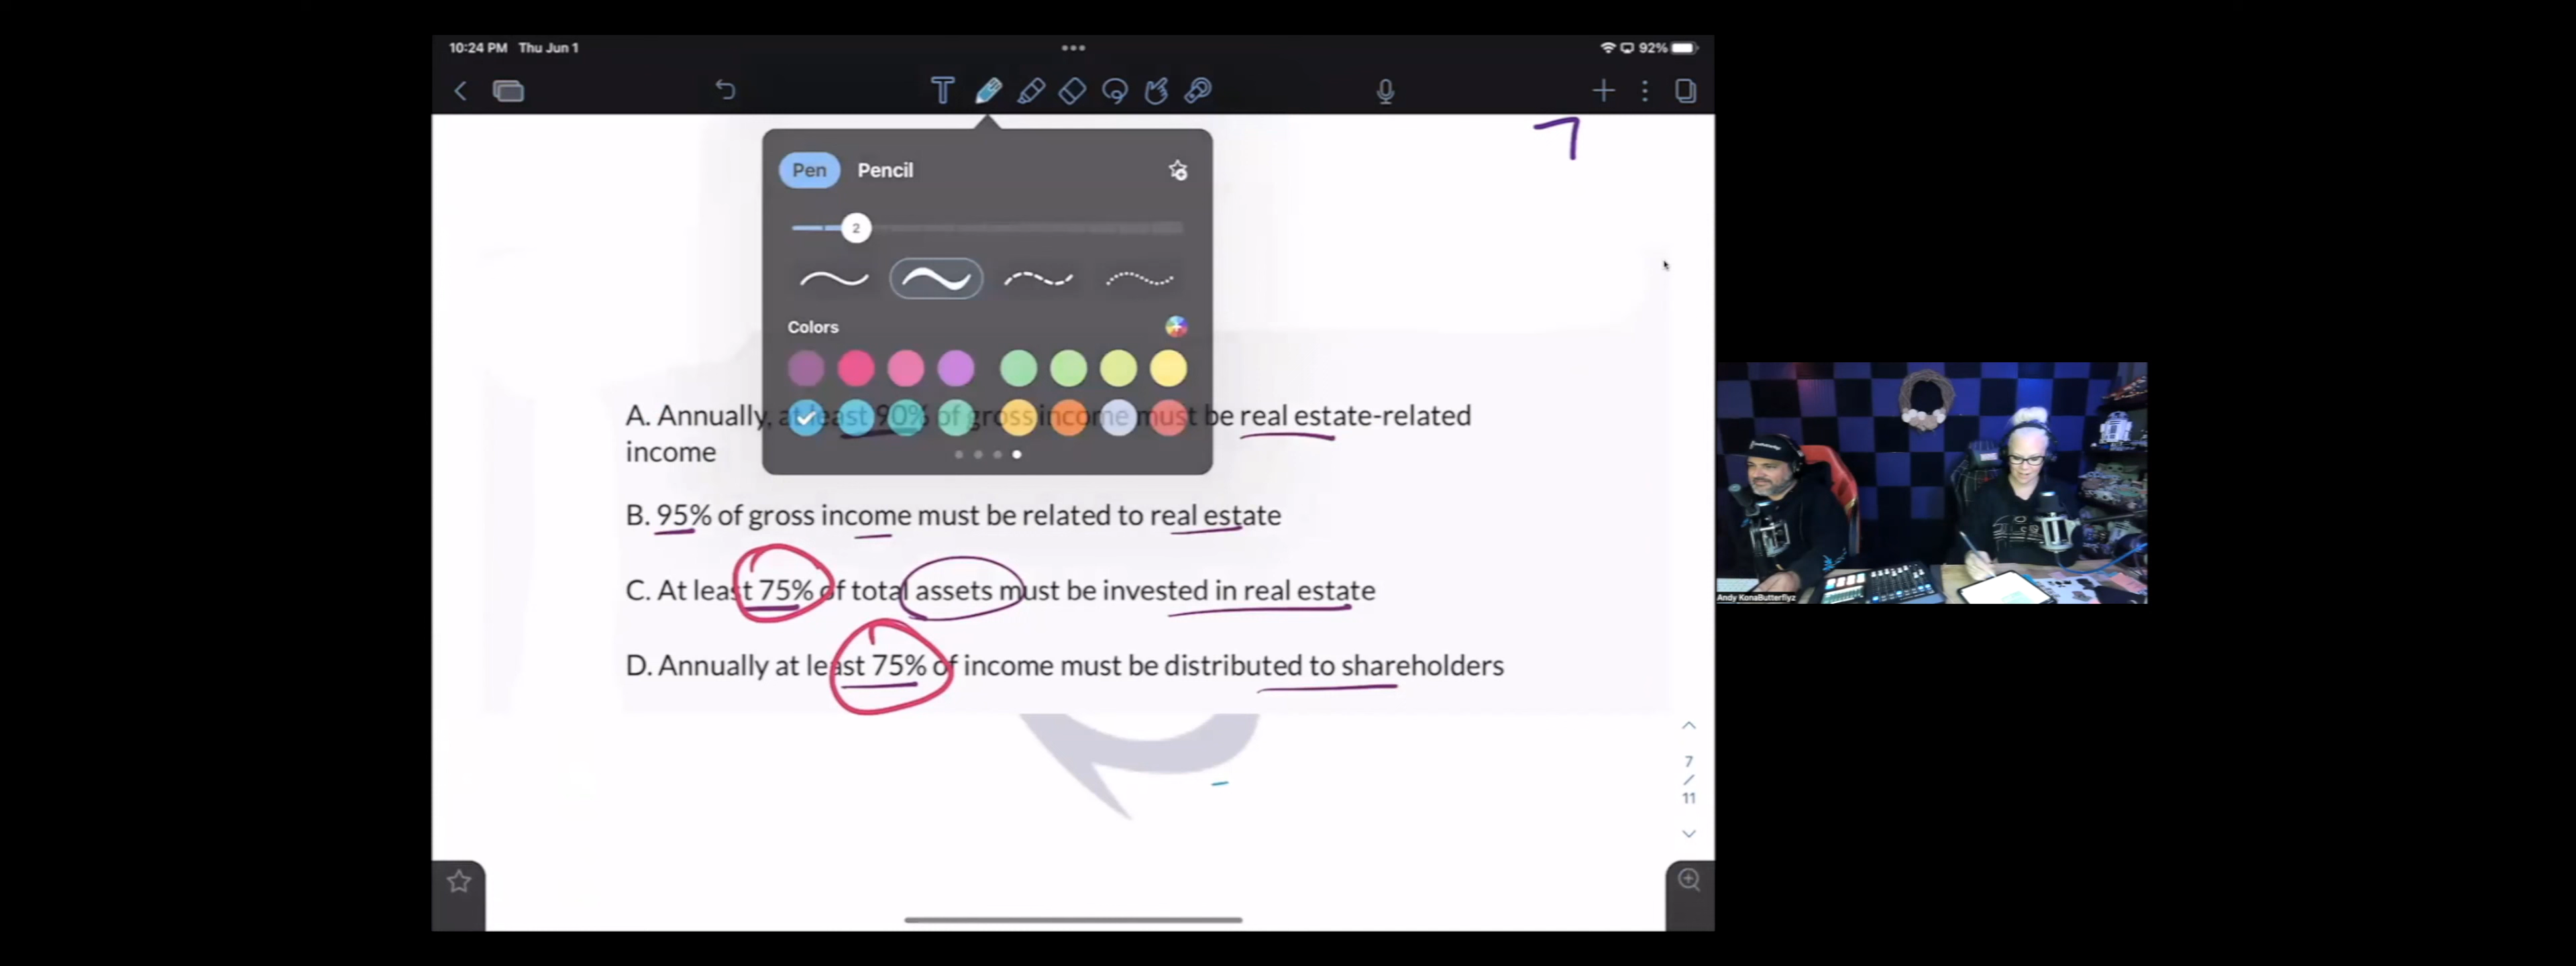 10:24 PM Thu Jun 1
92%
Pen Pencil
2
Colors
A. Annually, at least 90% of gross income must be real estate-related
income
B. 95% of gross income must be related to real estate
C. At least 75% of total assets must be invested in real estate
D. Annually at least 75% of income must be distributed to shareholders
7
/
11
Andy KonaButterflyz